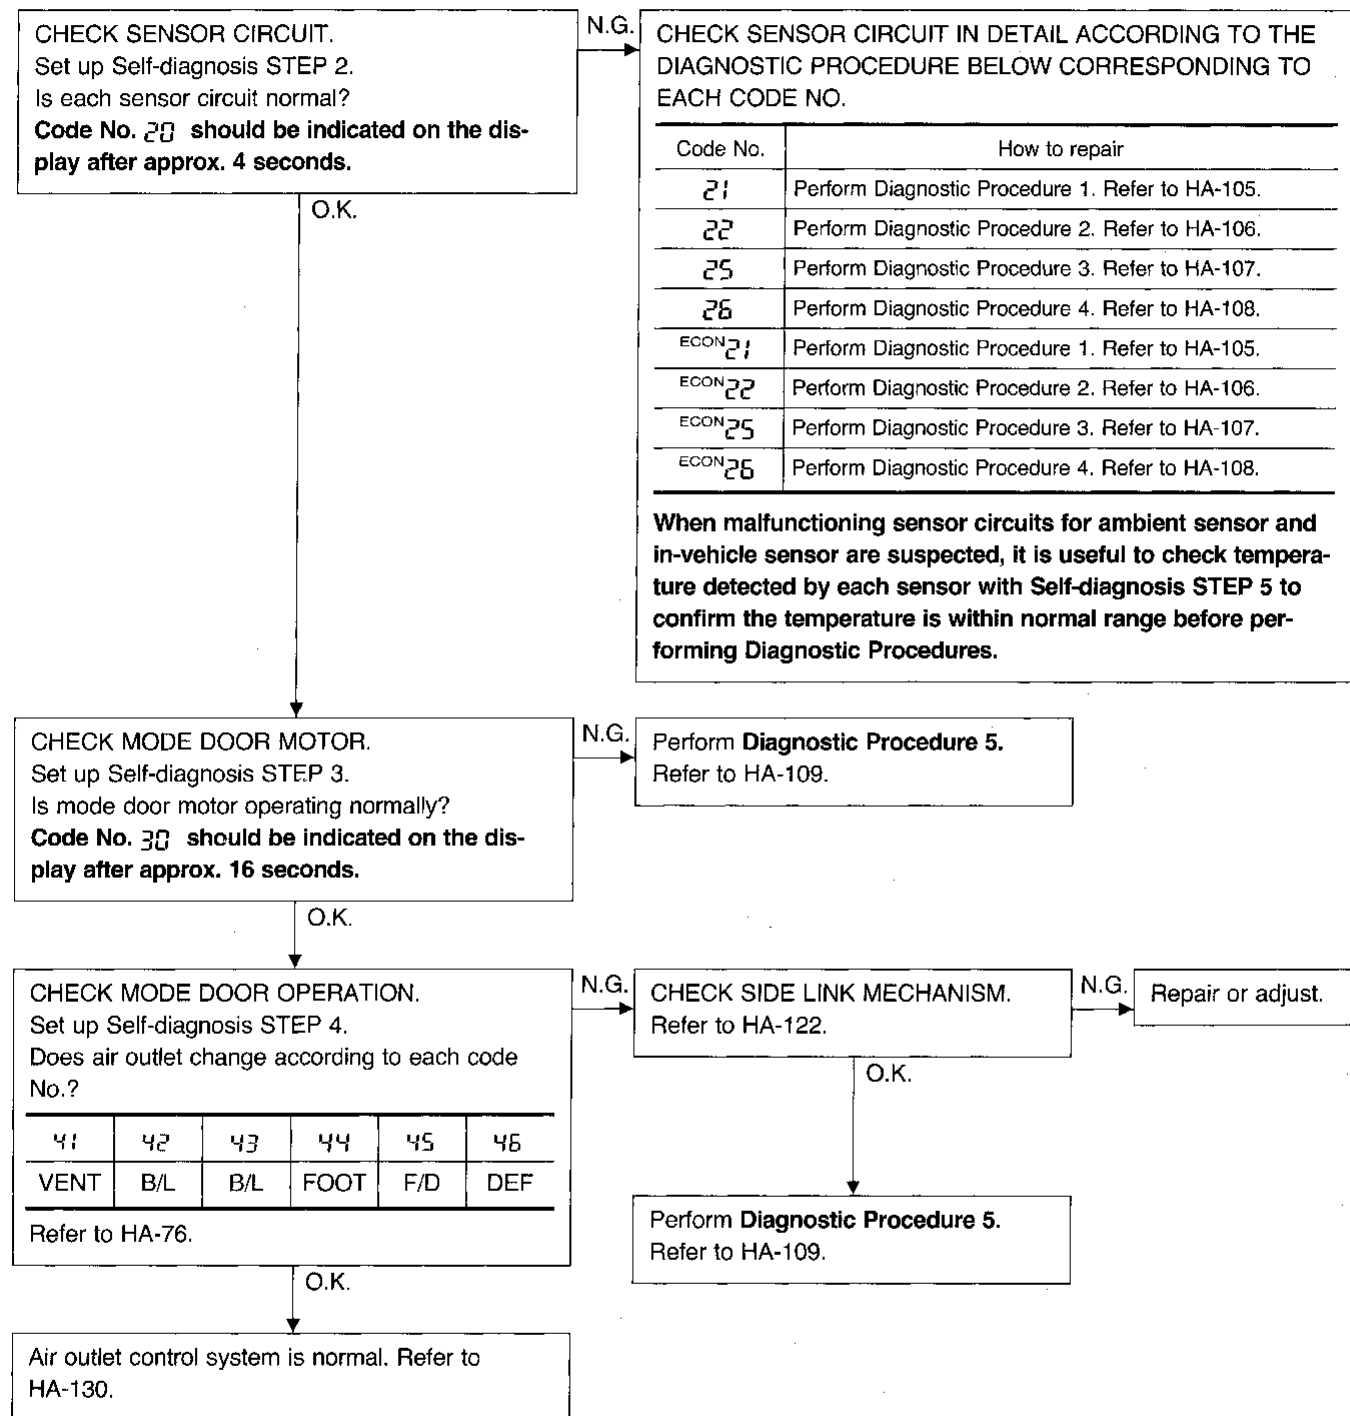 CHECK SENSOR CIRCUIT.
Set up Self-diagnosis STEP 2.
Is each sensor circuit normal?
Code No. 20 should be indicated on the dis-
play after approx. 4 seconds.
N.G.
CHECK SENSOR CIRCUIT IN DETAIL ACCORDING TO THE
DIAGNOSTIC PROCEDURE BELOW CORRESPONDING TO
EACH CODE NO.
Code No. How to repair
21 Perform Diagnostic Procedure 1. Refer to HA-105.
22 Perform Diagnostic Procedure 2. Refer to HA-106.
25 Perform Diagnostic Procedure 3. Refer to HA-107.
26 Perform Diagnostic Procedure 4. Refer to HA-108.
ECON 21 Perform Diagnostic Procedure 1. Refer to HA-105.
ECON 22 Perform Diagnostic Procedure 2. Refer to HA-106.
ECON 25 Perform Diagnostic Procedure 3. Refer to HA-107.
ECON 26 Perform Diagnostic Procedure 4. Refer to HA-108.
When malfunctioning sensor circuits for ambient sensor and
in-vehicle sensor are suspected, it is useful to check tempera-
ture detected by each sensor with Self-diagnosis STEP 5 to
confirm the temperature is within normal range before per-
forming Diagnostic Procedures.
O.K.
CHECK MODE DOOR MOTOR.
Set up Self-diagnosis STEP 3.
Is mode door motor operating normally?
Code No. 30 should be indicated on the dis-
play after approx. 16 seconds.
N.G.
Perform Diagnostic Procedure 5.
Refer to HA-109.
O.K.
CHECK MODE DOOR OPERATION.
Set up Self-diagnosis STEP 4.
Does air outlet change according to each code
No.?
41 42 43 44 45 46
VENT B/L B/L FOOT F/D DEF
Refer to HA-76.
N.G.
CHECK SIDE LINK MECHANISM.
Refer to HA-122.
N.G.
Repair or adjust.
O.K.
Perform Diagnostic Procedure 5.
Refer to HA-109.
O.K.
Air outlet control system is normal. Refer to
HA-130.